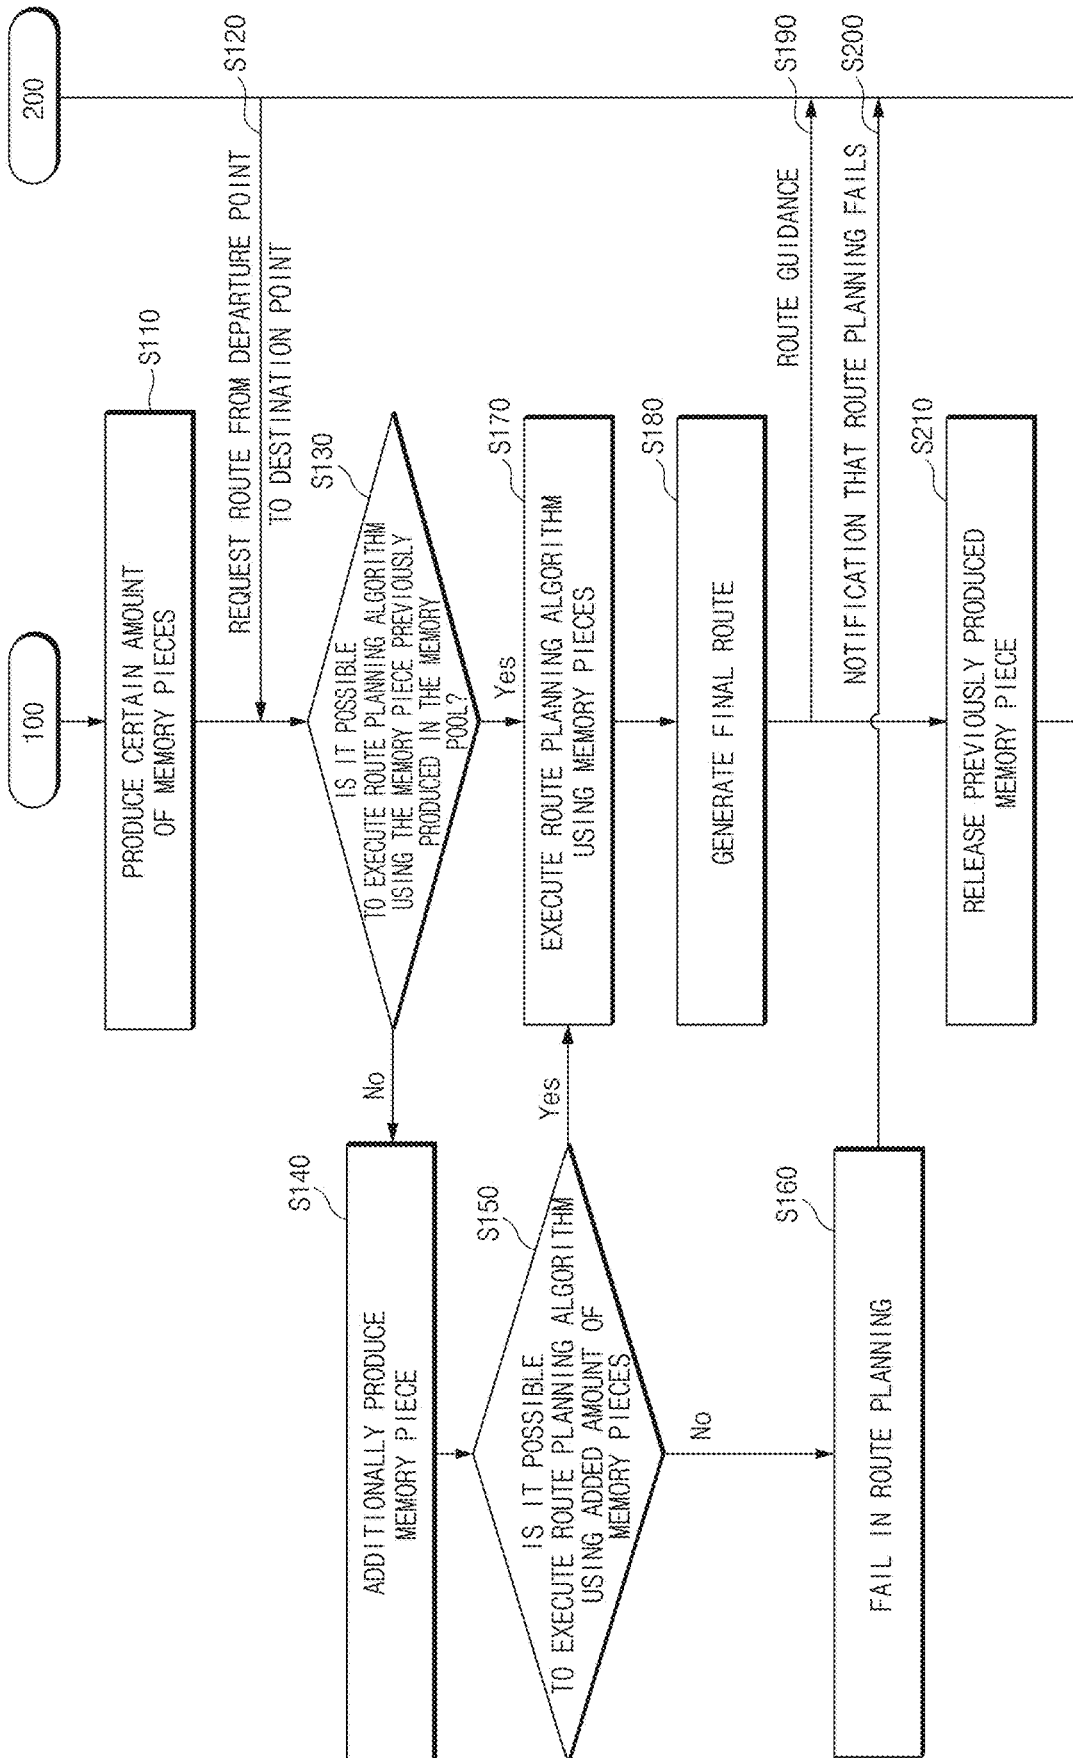 100
200
PRODUCE CERTAIN AMOUNT
OF MEMORY PIECES
S110
REQUEST ROUTE FROM DEPARTURE POINT
TO DESTINATION POINT
S120
IS IT POSSIBLE
TO EXECUTE ROUTE PLANNING ALGORITHM
USING THE MEMORY PIECE PREVIOUSLY
PRODUCED IN THE MEMORY
POOL?
S130
No
Yes
ADDITIONALLY PRODUCE
MEMORY PIECE
S140
IS IT POSSIBLE
TO EXECUTE ROUTE PLANNING ALGORITHM
USING ADDED AMOUNT OF
MEMORY PIECES
S150
Yes
No
EXECUTE ROUTE PLANNING ALGORITHM
USING MEMORY PIECES
S170
GENERATE FINAL ROUTE
S180
ROUTE GUIDANCE
S190
FAIL IN ROUTE PLANNING
S160
NOTIFICATION THAT ROUTE PLANNING FAILS
S200
RELEASE PREVIOUSLY PRODUCED
MEMORY PIECE
S210